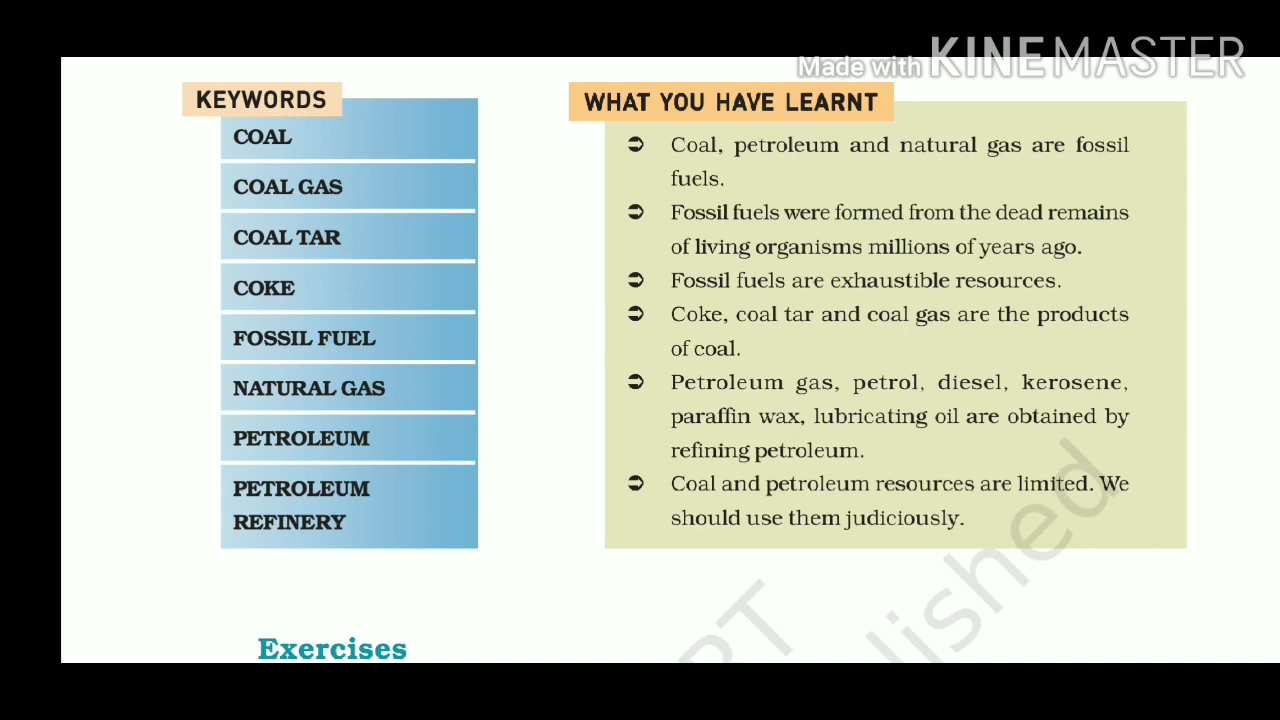 Made with KINEMASTER
KEYWORDS
COAL
COAL GAS
COAL TAR
COKE
FOSSIL FUEL
NATURAL GAS
PETROLEUM
PETROLEUM
REFINERY
WHAT YOU HAVE LEARNT
Coal, petroleum and natural gas are fossil
fuels.
Fossil fuels were formed from the dead remains
of living organisms millions of years ago.
Fossil fuels are exhaustible resources.
Coke, coal tar and coal gas are the products
of coal.
Petroleum gas, petrol, diesel, kerosene,
paraffin wax, lubricating oil are obtained by
refining petroleum.
Coal and petroleum resources are limited. We
should use them judiciously.
Exercises